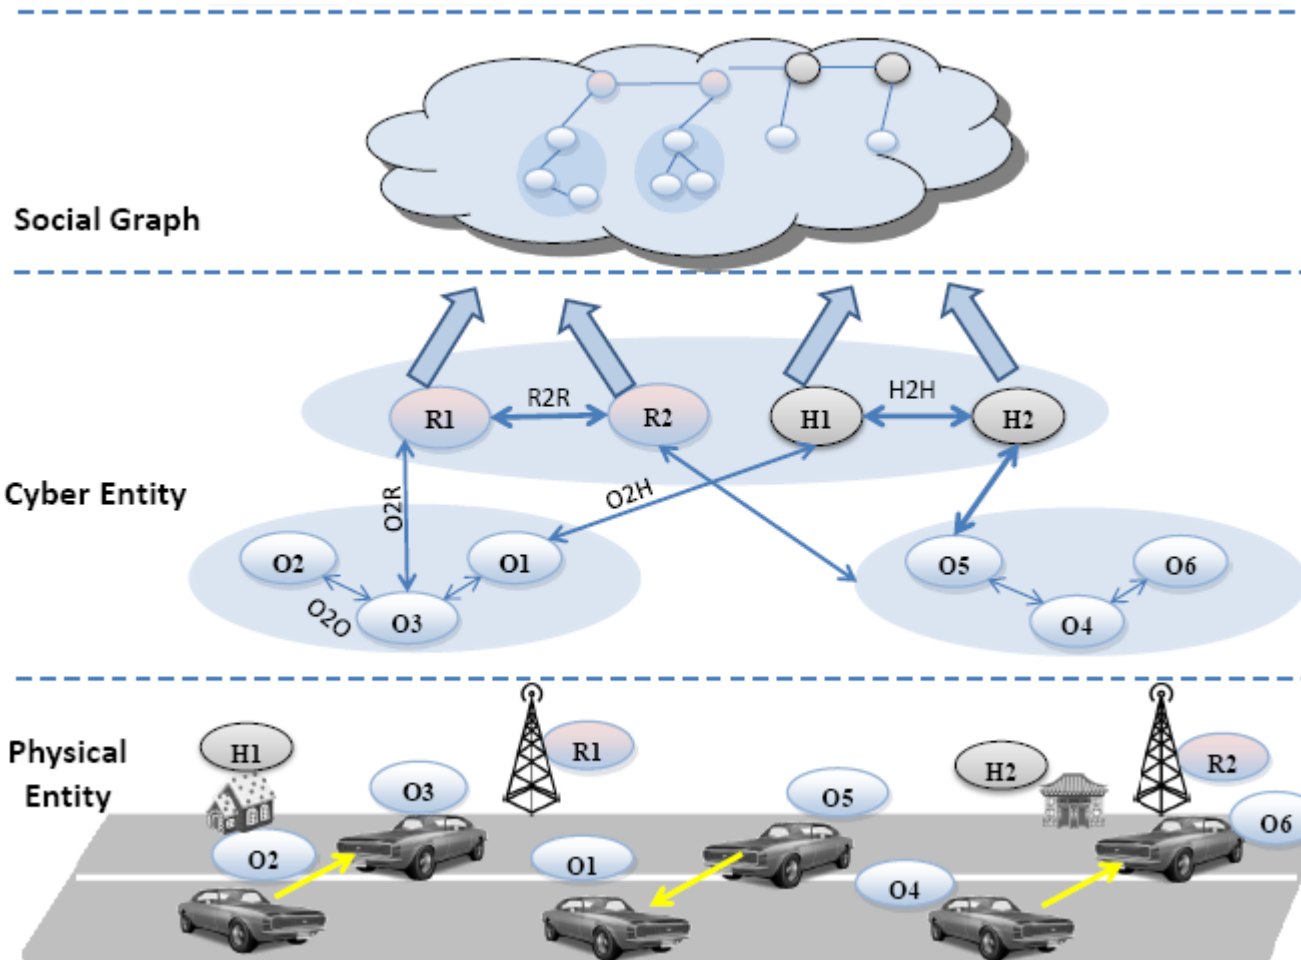 Social Graph
R2R
H2H
R1
R2
H1
H2
Cyber Entity
O2R
O2H
O2
O1
O5
O6
O2O
O3
O4
Physical
Entity
H1
R1
H2
R2
O3
O5
O6
O2
O1
O4